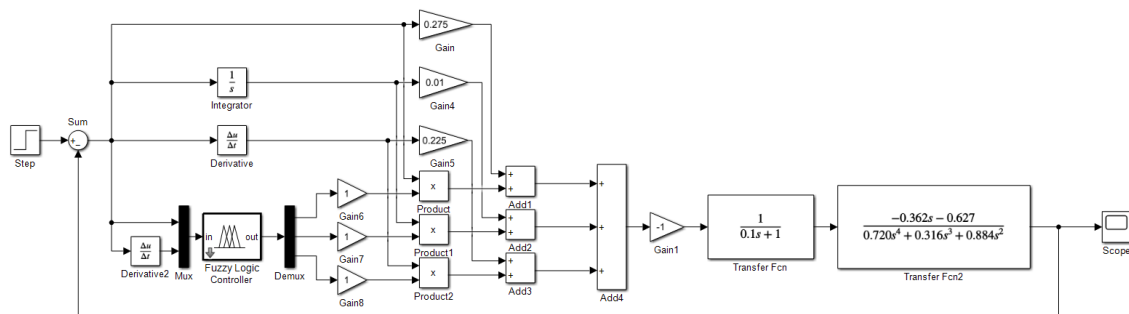 0.275
Gain
1
s
Integrator
0.01
Gain4
Sum
+
−
Step
Δu
Δt
Derivative
0.225
Gain5
Δu
Δt
Derivative2
Mux
in
out
Fuzzy Logic
Controller
Demux
1
Gain6
1
Gain7
1
Gain8
x
Product
x
Product1
x
Product2
+
+
Add1
+
+
Add2
+
+
Add3
+
+
+
Add4
-1
Gain1
1
0.1s + 1
Transfer Fcn
−0.362s − 0.627
0.720s⁴ + 0.316s³ + 0.884s²
Transfer Fcn2
Scope